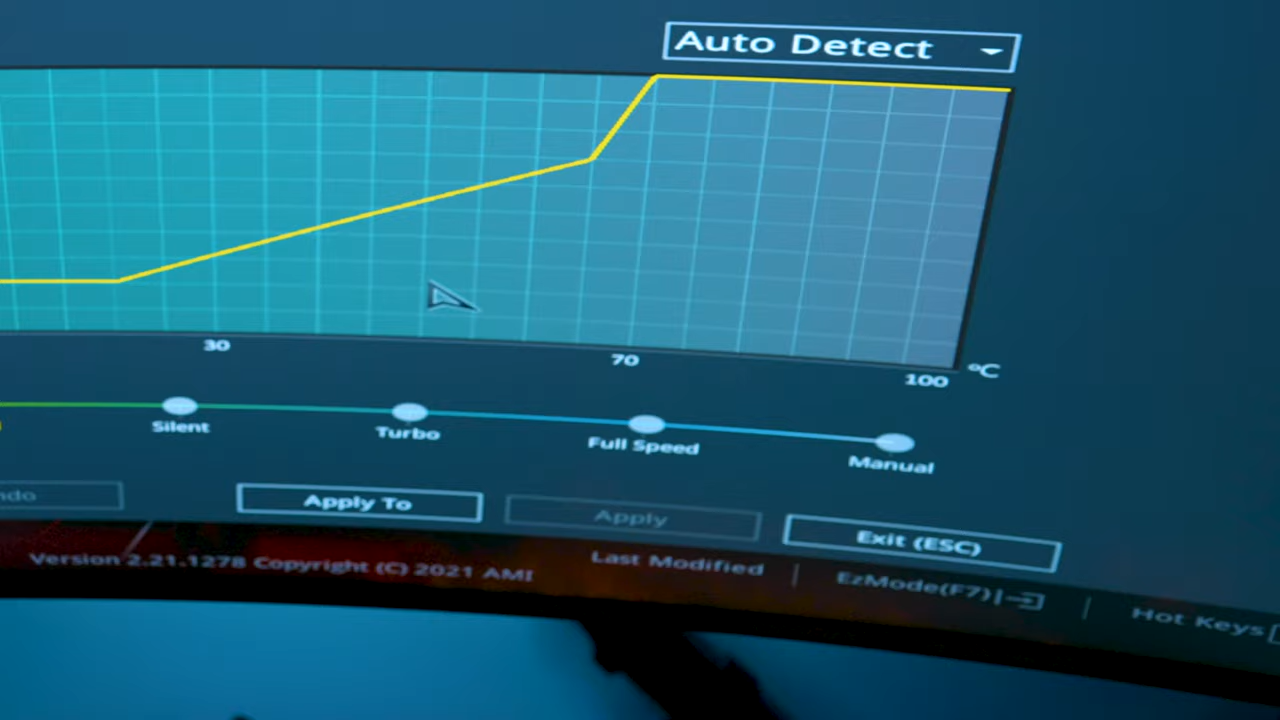 Auto Detect
30 70 100 °C
Silent Turbo Full Speed Manual
Apply To Apply Exit (ESC)
Version 2.21.1278 Copyright (C) 2021 AMI Last Modified | EzMode(F7)| | Hot Keys